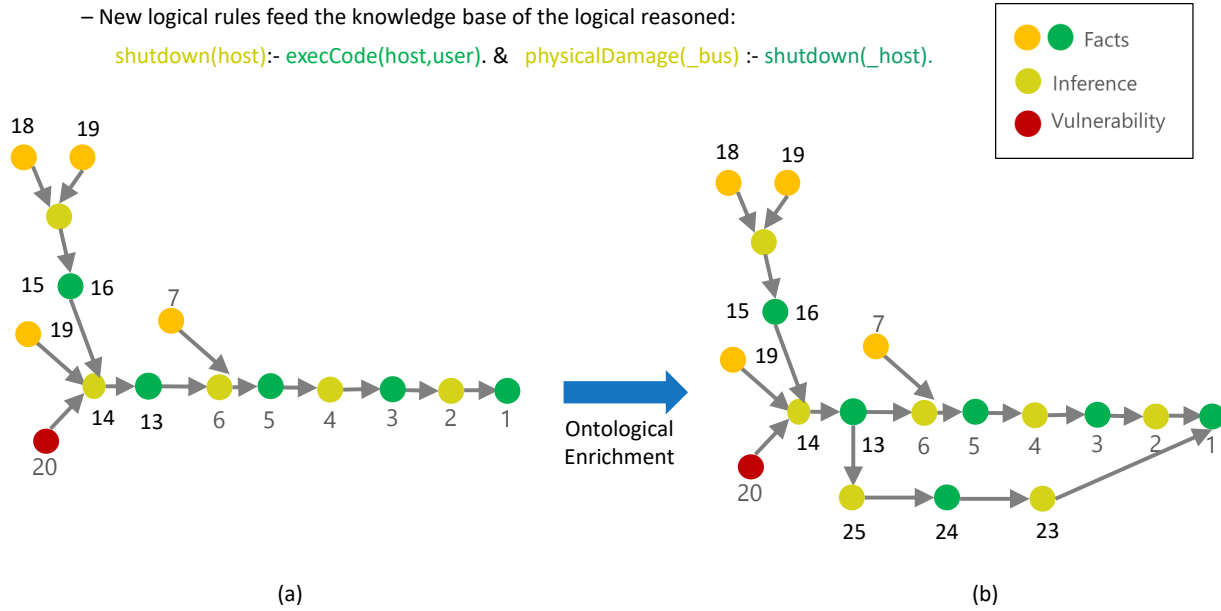 – New logical rules feed the knowledge base of the logical reasoned:
shutdown(host):- execCode(host,user). & physicalDamage(_bus) :- shutdown(_host).
Facts
Inference
Vulnerability
18 19
15 16
7
19
14 13 6 5 4 3 2 1
20
(a)
Ontological
Enrichment
18 19
15 16
7
19
14 13 6 5 4 3 2 1
20
25 24 23
(b)